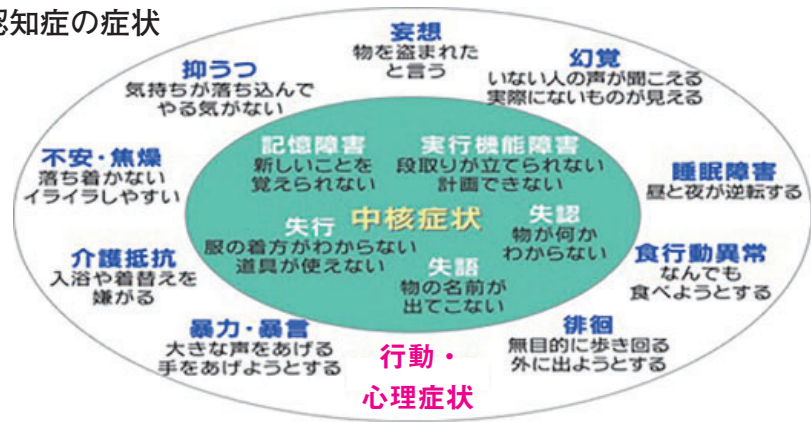 認知症の症状
妄想
物を盗まれた
と言う
幻覚
いない人の声が聞こえる
実際にないものが見える
抑うつ
気持ちが落ち込んで
やる気がない
不安・焦燥
落ち着かない
イライラしやすい
睡眠障害
昼と夜が逆転する
記憶障害
新しいことを
覚えられない
実行機能障害
段取りが立てられない
計画できない
中核症状
失行
服の着方がわからない
道具が使えない
失認
物が何か
わからない
失語
物の名前が
出てこない
介護抵抗
入浴や着替えを
嫌がる
食行動異常
なんでも
食べようとする
暴力・暴言
大きな声をあげる
手をあげようとする
徘徊
無目的に歩き回る
外に出ようとする
行動・
心理症状